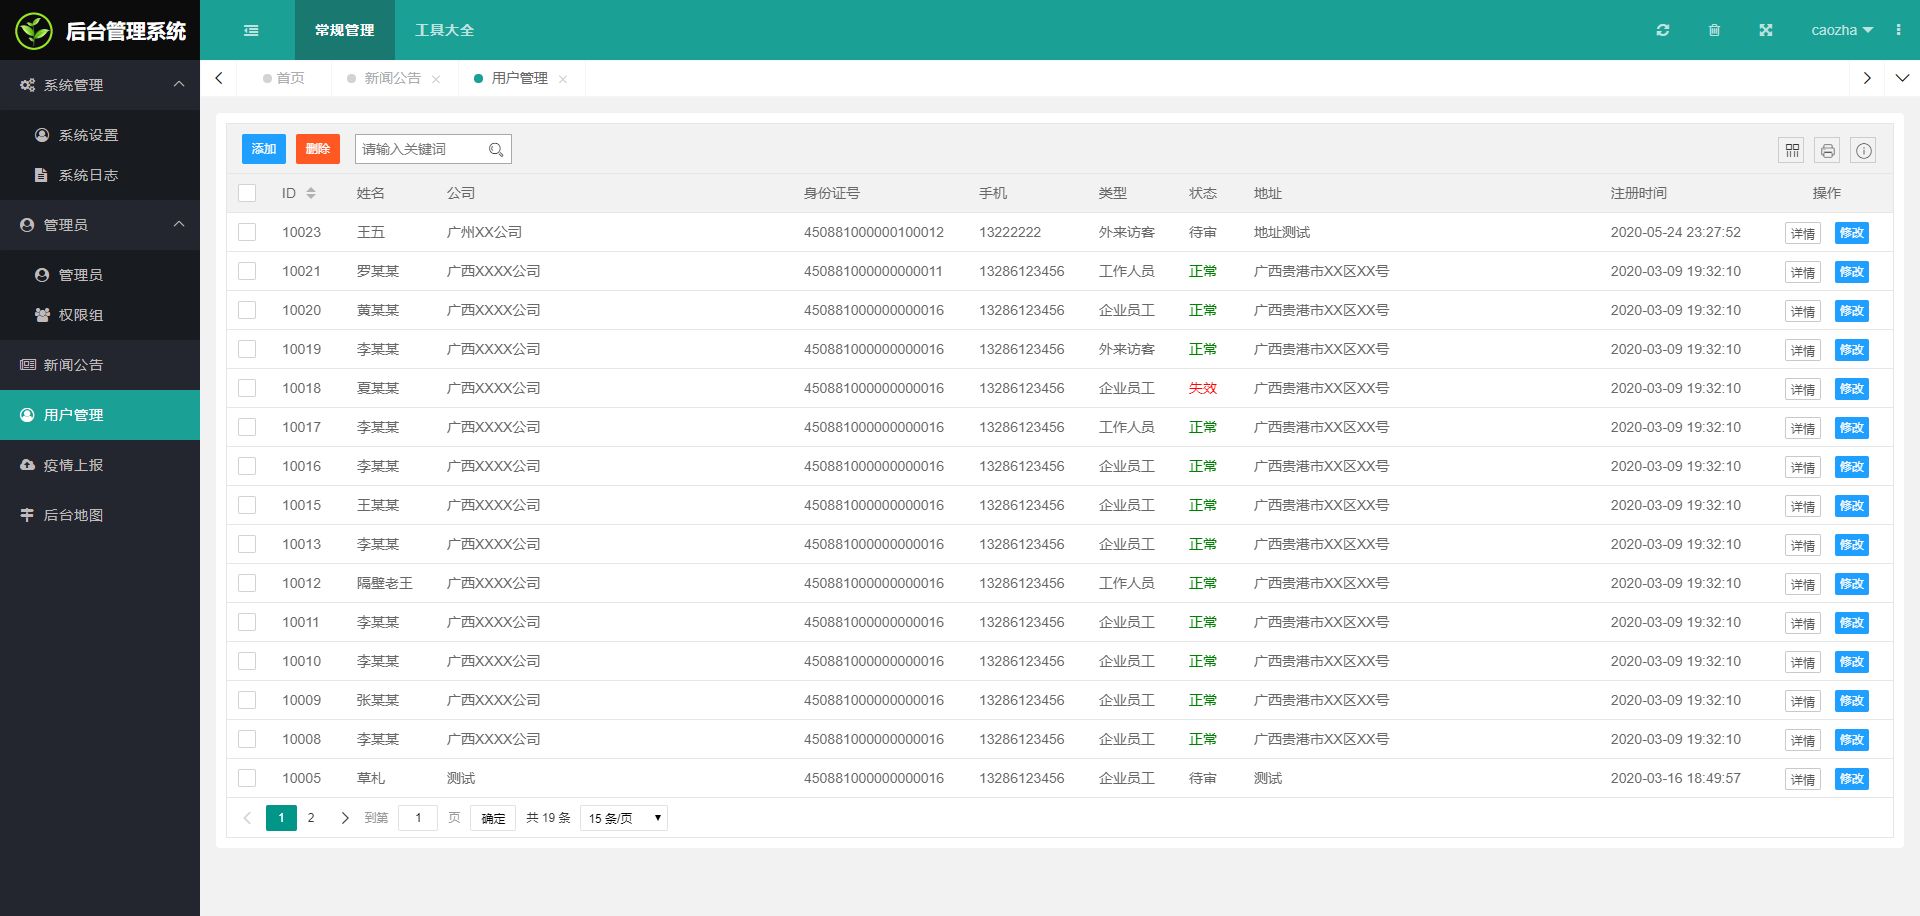 后台管理系统
常规管理
工具大全
caozha
系统管理
系统设置
系统日志
管理员
管理员
权限组
新闻公告
用户管理
疫情上报
后台地图
首页
新闻公告
用户管理
添加 删除 请输入关键词
ID 姓名 公司 身份证号 手机 类型 状态 地址 注册时间 操作
10023 王五 广州XX公司 450881000000100012 13222222 外来访客 待审 地址测试 2020-05-24 23:27:52 详情 修改
10021 罗某某 广西XXXX公司 450881000000000011 13286123456 工作人员 正常 广西贵港市XX区XX号 2020-03-09 19:32:10 详情 修改
10020 黄某某 广西XXXX公司 450881000000000016 13286123456 企业员工 正常 广西贵港市XX区XX号 2020-03-09 19:32:10 详情 修改
10019 李某某 广西XXXX公司 450881000000000016 13286123456 外来访客 正常 广西贵港市XX区XX号 2020-03-09 19:32:10 详情 修改
10018 夏某某 广西XXXX公司 450881000000000016 13286123456 企业员工 失效 广西贵港市XX区XX号 2020-03-09 19:32:10 详情 修改
10017 李某某 广西XXXX公司 450881000000000016 13286123456 工作人员 正常 广西贵港市XX区XX号 2020-03-09 19:32:10 详情 修改
10016 李某某 广西XXXX公司 450881000000000016 13286123456 企业员工 正常 广西贵港市XX区XX号 2020-03-09 19:32:10 详情 修改
10015 王某某 广西XXXX公司 450881000000000016 13286123456 企业员工 正常 广西贵港市XX区XX号 2020-03-09 19:32:10 详情 修改
10013 李某某 广西XXXX公司 450881000000000016 13286123456 企业员工 正常 广西贵港市XX区XX号 2020-03-09 19:32:10 详情 修改
10012 隔壁老王 广西XXXX公司 450881000000000016 13286123456 工作人员 正常 广西贵港市XX区XX号 2020-03-09 19:32:10 详情 修改
10011 李某某 广西XXXX公司 450881000000000016 13286123456 企业员工 正常 广西贵港市XX区XX号 2020-03-09 19:32:10 详情 修改
10010 李某某 广西XXXX公司 450881000000000016 13286123456 企业员工 正常 广西贵港市XX区XX号 2020-03-09 19:32:10 详情 修改
10009 张某某 广西XXXX公司 450881000000000016 13286123456 企业员工 正常 广西贵港市XX区XX号 2020-03-09 19:32:10 详情 修改
10008 李某某 广西XXXX公司 450881000000000016 13286123456 企业员工 正常 广西贵港市XX区XX号 2020-03-09 19:32:10 详情 修改
10005 草札 测试 450881000000000016 13286123456 企业员工 待审 测试 2020-03-16 18:49:57 详情 修改
1 2 到第 1 页 确定 共 19 条 15 条/页